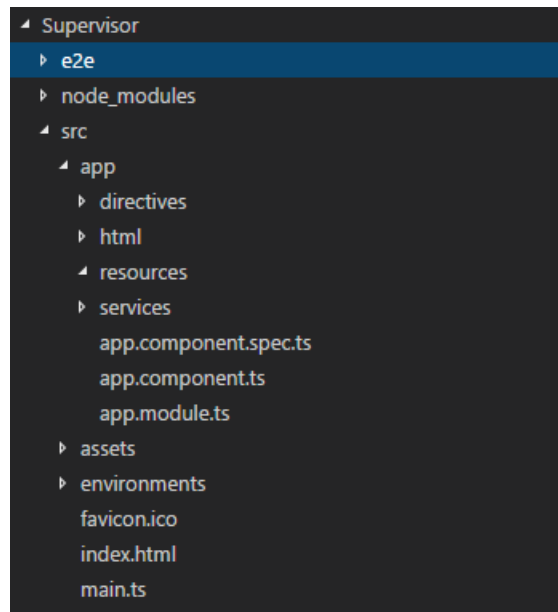 Supervisor
e2e
node_modules
src
app
directives
html
resources
services
app.component.spec.ts
app.component.ts
app.module.ts
assets
environments
favicon.ico
index.html
main.ts